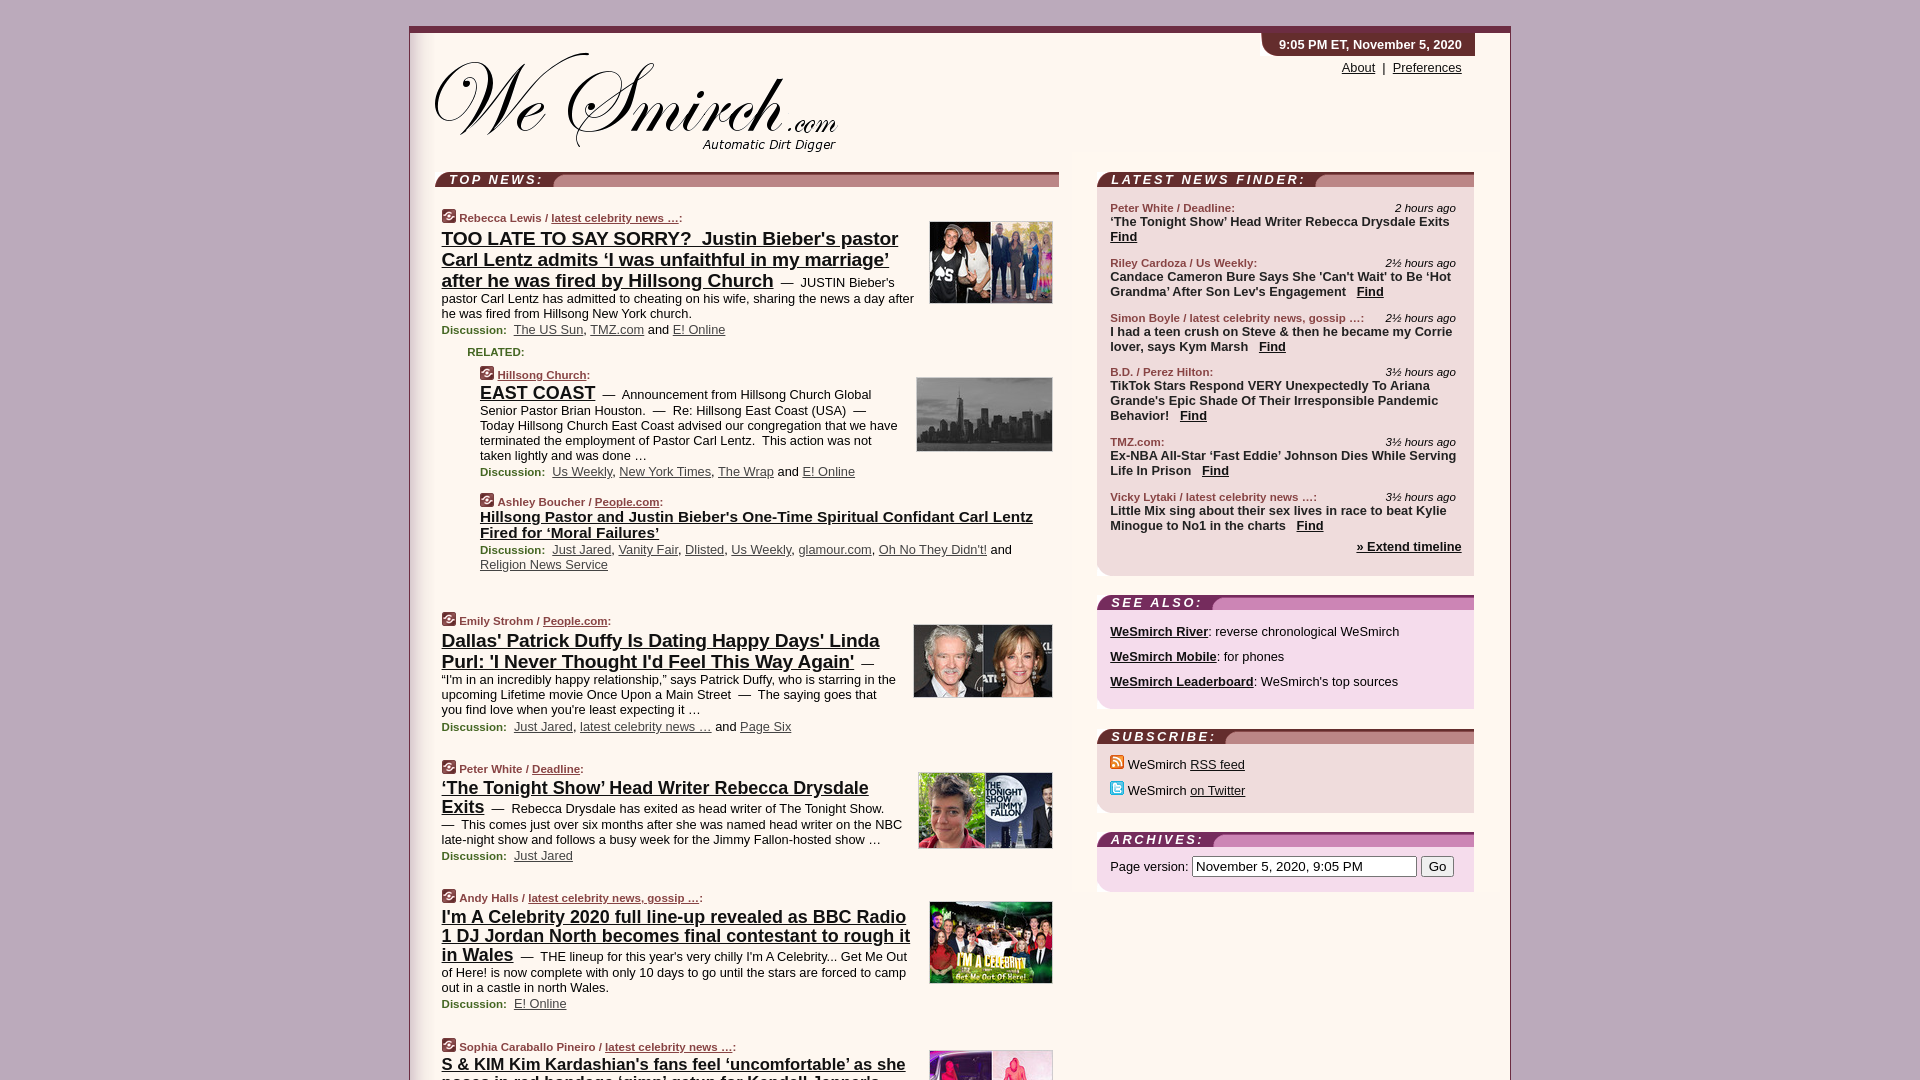 9:05 PM ET, November 5, 2020
About | Preferences
We Smirch.com
Automatic Dirt Digger
TOP NEWS:
Rebecca Lewis / latest celebrity news …:
TOO LATE TO SAY SORRY?  Justin Bieber's pastor
Carl Lentz admits ‘I was unfaithful in my marriage’
after he was fired by Hillsong Church — JUSTIN Bieber's
pastor Carl Lentz has admitted to cheating on his wife, sharing the news a day after
he was fired from Hillsong New York church.
Discussion: The US Sun, TMZ.com and E! Online
RELATED:
Hillsong Church:
EAST COAST — Announcement from Hillsong Church Global
Senior Pastor Brian Houston. — Re: Hillsong East Coast (USA) —
Today Hillsong Church East Coast advised our congregation that we have
terminated the employment of Pastor Carl Lentz.  This action was not
taken lightly and was done …
Discussion: Us Weekly, New York Times, The Wrap and E! Online
Ashley Boucher / People.com:
Hillsong Pastor and Justin Bieber's One-Time Spiritual Confidant Carl Lentz
Fired for ‘Moral Failures’
Discussion: Just Jared, Vanity Fair, Dlisted, Us Weekly, glamour.com, Oh No They Didn't! and
Religion News Service
Emily Strohm / People.com:
Dallas' Patrick Duffy Is Dating Happy Days' Linda
Purl: 'I Never Thought I'd Feel This Way Again' —
“I'm in an incredibly happy relationship,” says Patrick Duffy, who is starring in the
upcoming Lifetime movie Once Upon a Main Street — The saying goes that
you find love when you're least expecting it …
Discussion: Just Jared, latest celebrity news … and Page Six
Peter White / Deadline:
‘The Tonight Show’ Head Writer Rebecca Drysdale
Exits — Rebecca Drysdale has exited as head writer of The Tonight Show.
— This comes just over six months after she was named head writer on the NBC
late-night show and follows a busy week for the Jimmy Fallon-hosted show …
Discussion: Just Jared
THE
TONIGHT
SHOW
JIMMY
FALLON
Andy Halls / latest celebrity news, gossip …:
I'm A Celebrity 2020 full line-up revealed as BBC Radio
1 DJ Jordan North becomes final contestant to rough it
in Wales — THE lineup for this year's very chilly I'm A Celebrity... Get Me Out
of Here! is now complete with only 10 days to go until the stars are forced to camp
out in a castle in north Wales.
Discussion: E! Online
I'M A CELEBRITY
Get Me Out Of Here!
Sophia Caraballo Pineiro / latest celebrity news …:
S & KIM Kim Kardashian's fans feel ‘uncomfortable’ as she
poses in red bondage ‘gimp’ getup for Kendall Jenner's
LATEST NEWS FINDER:
Peter White / Deadline: 2 hours ago
‘The Tonight Show’ Head Writer Rebecca Drysdale Exits
Find
Riley Cardoza / Us Weekly: 2½ hours ago
Candace Cameron Bure Says She 'Can't Wait' to Be ‘Hot
Grandma’ After Son Lev's Engagement Find
Simon Boyle / latest celebrity news, gossip …: 2½ hours ago
I had a teen crush on Steve & then he became my Corrie
lover, says Kym Marsh Find
B.D. / Perez Hilton: 3½ hours ago
TikTok Stars Respond VERY Unexpectedly To Ariana
Grande's Epic Shade Of Their Irresponsible Pandemic
Behavior! Find
TMZ.com: 3½ hours ago
Ex-NBA All-Star ‘Fast Eddie’ Johnson Dies While Serving
Life In Prison Find
Vicky Lytaki / latest celebrity news …: 3½ hours ago
Little Mix sing about their sex lives in race to beat Kylie
Minogue to No1 in the charts Find
» Extend timeline
SEE ALSO:
WeSmirch River: reverse chronological WeSmirch
WeSmirch Mobile: for phones
WeSmirch Leaderboard: WeSmirch's top sources
SUBSCRIBE:
WeSmirch RSS feed
WeSmirch on Twitter
ARCHIVES:
Page version: November 5, 2020, 9:05 PM Go